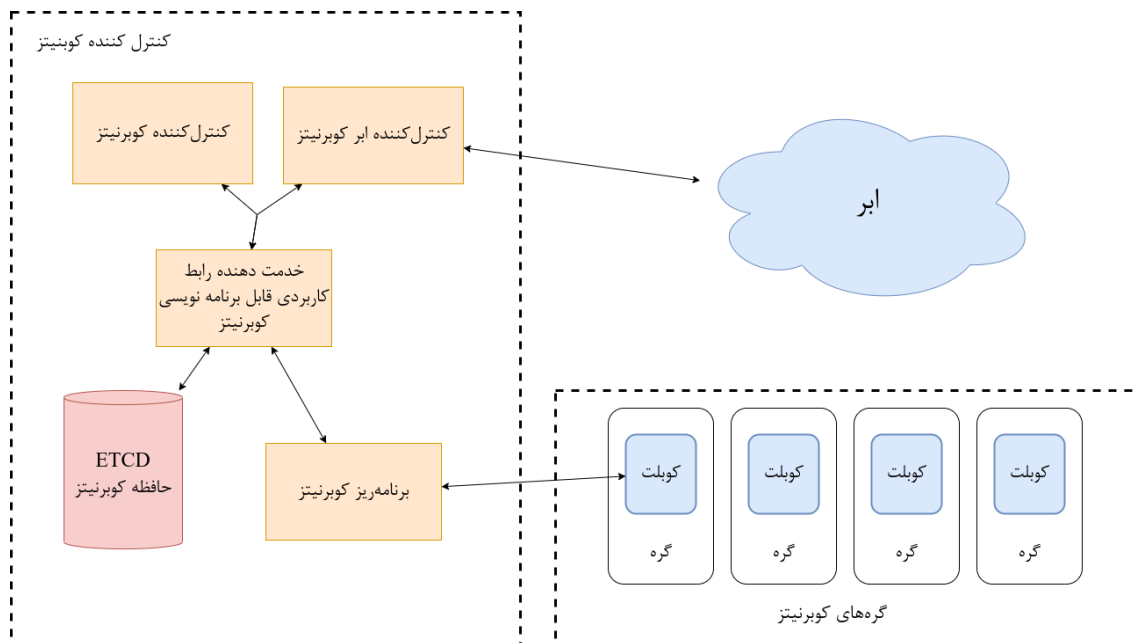 کنترل کننده کوبنیتز
کنترل‌کننده کوبرنیتز
کنترل‌کننده ابر کوبرنیتز
ابر
خدمت دهنده رابط
کاربردی قابل برنامه نویسی
کوبرنیتز
ETCD
حافظه کوبرنیتز
برنامه‌ریز کوبرنیتز
کوبلت
گره
کوبلت
گره
کوبلت
گره
کوبلت
گره
گره‌های کوبرنیتز